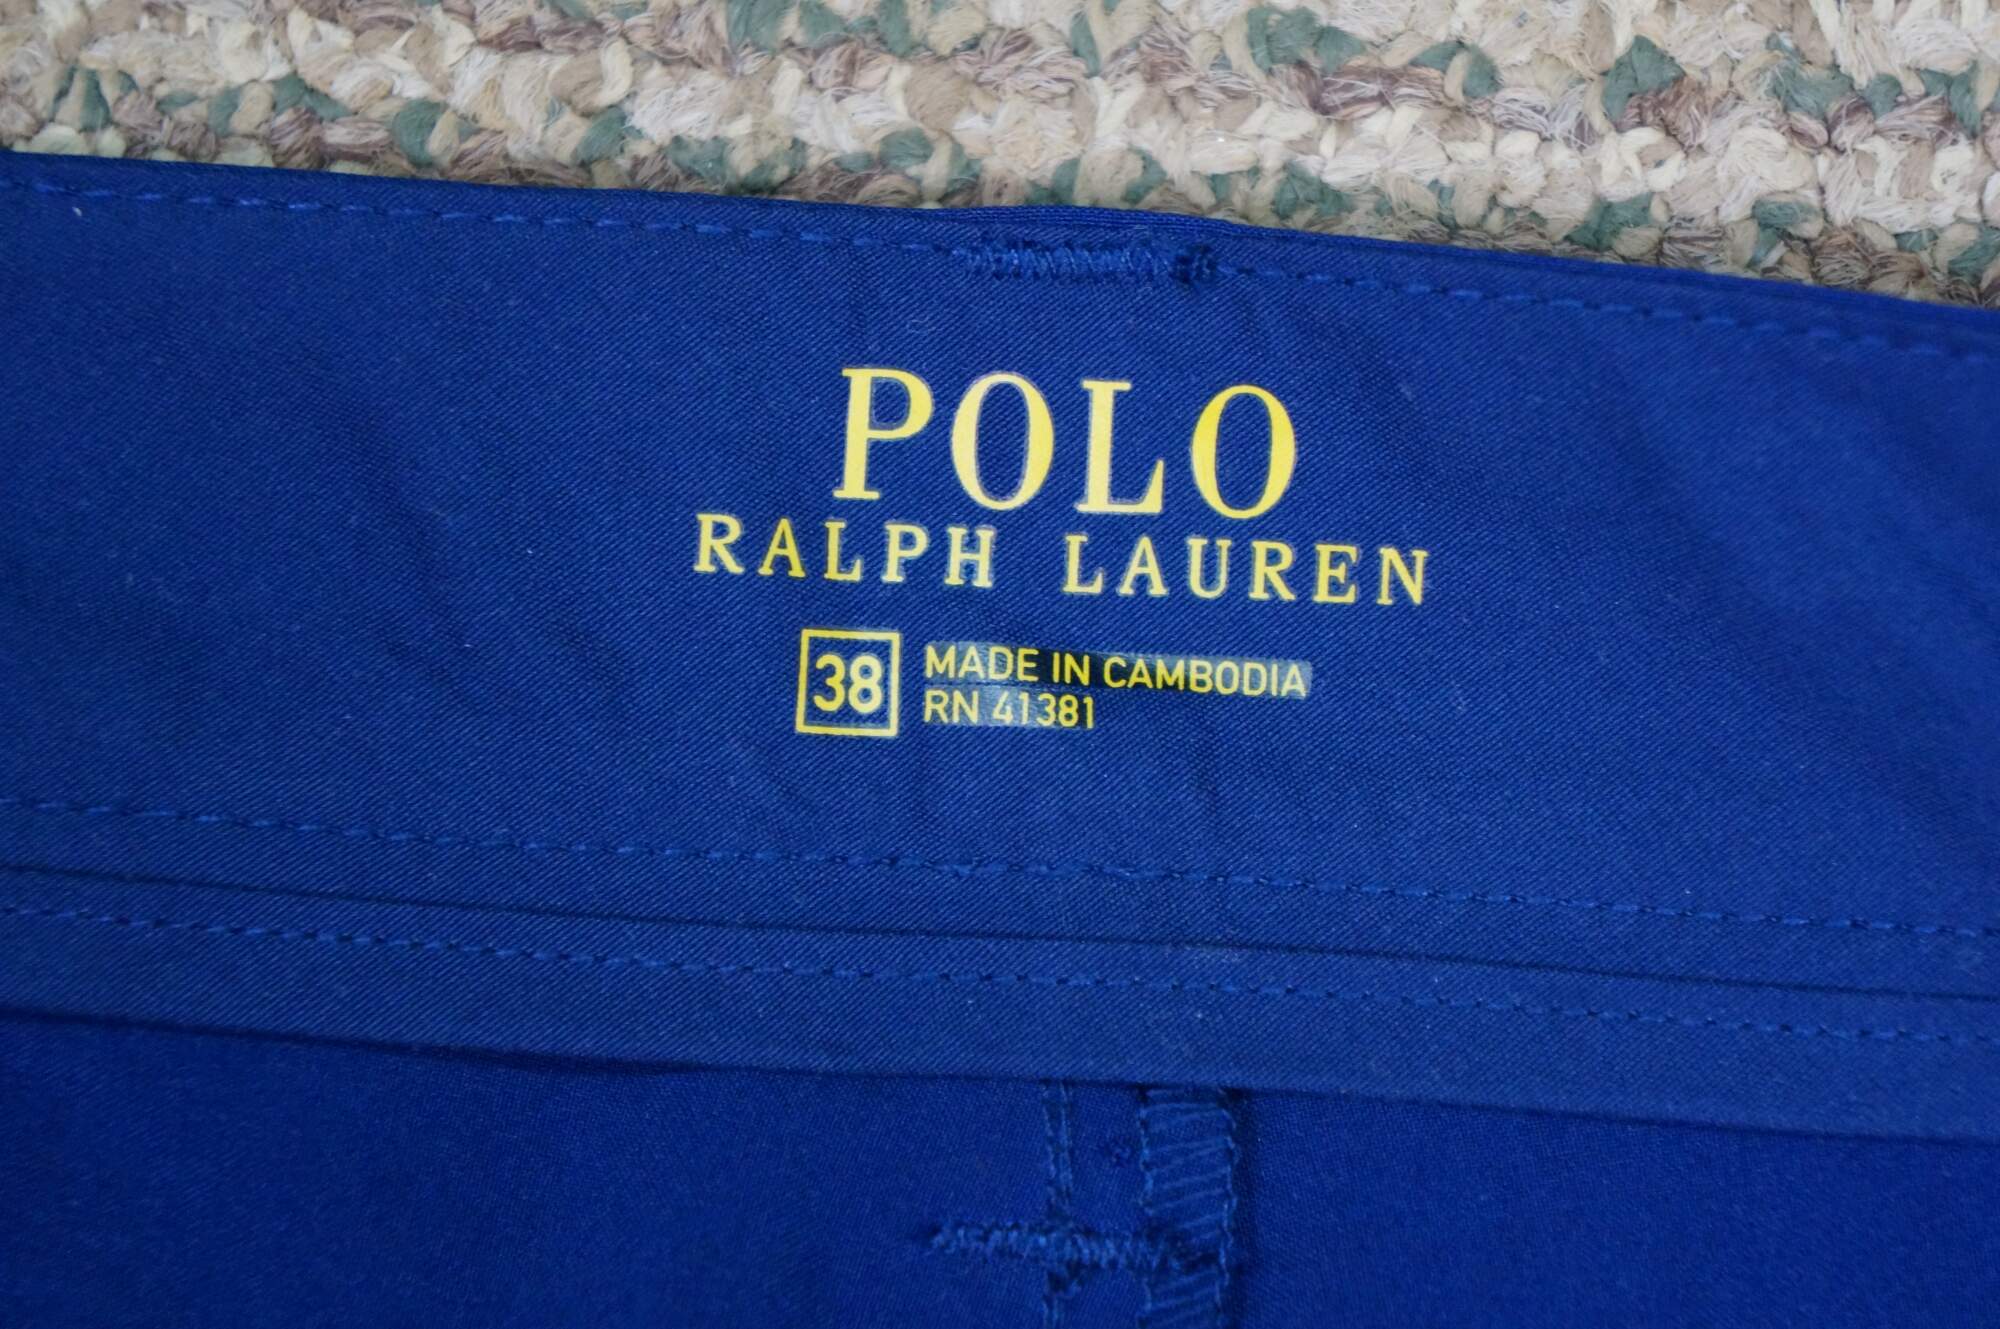 POLO
RALPH LAUREN
38
MADE IN CAMBODIA
RN 41381